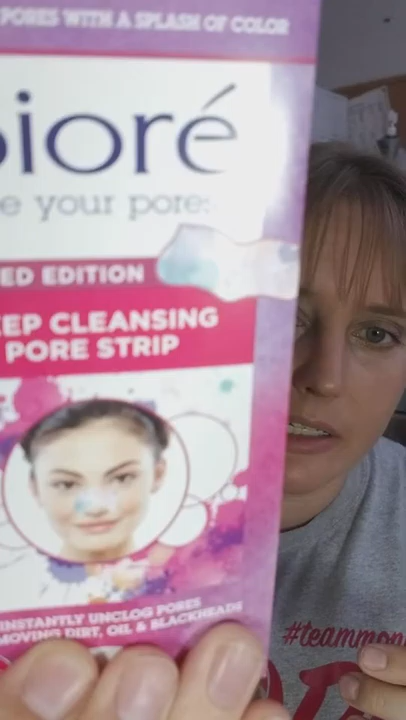 PORES WITH A SPLASH OF COLOR
bioré
e your pores
ED EDITION
EEP CLEANSING
PORE STRIP
INSTANTLY UNCLOG PORES
MOVING DIRT, OIL & BLACKHEADS
#teammom